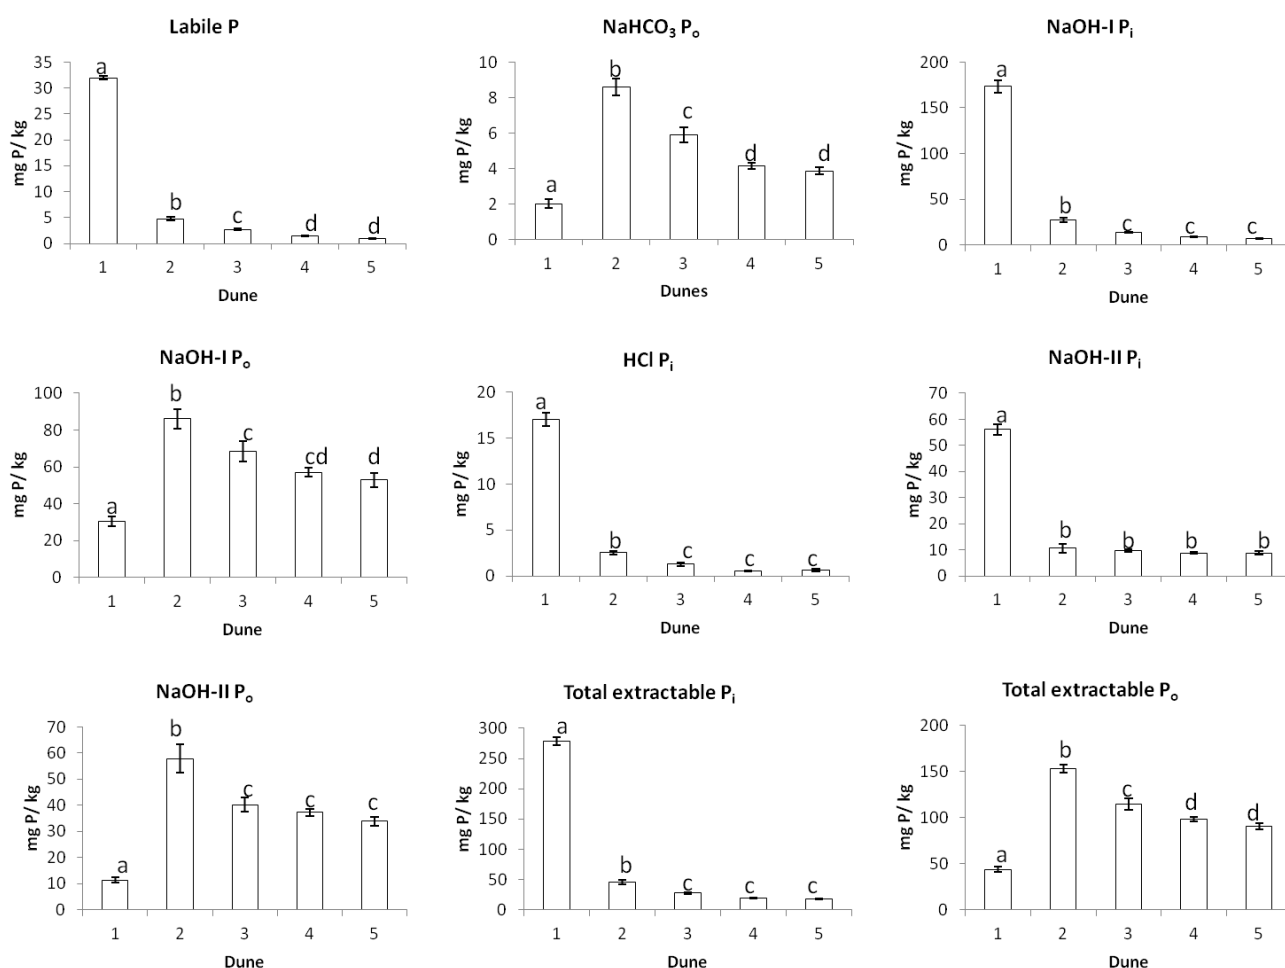 Labile P
35
30
25
20
15
10
5
0
mg P/ kg
a
b
c
d
d
1 2 3 4 5
Dune
NaHCO₃ Pₒ
10
8
6
4
2
0
mg P/ kg
a
b
c
d
d
1 2 3 4 5
Dunes
NaOH-I Pᵢ
200
150
100
50
0
mg P/ kg
a
b
c
c
c
1 2 3 4 5
Dune
NaOH-I Pₒ
100
80
60
40
20
0
mg P/ kg
a
b
c
cd
d
1 2 3 4 5
Dune
HCl Pᵢ
20
15
10
5
0
mg P/ kg
a
b
c
c
c
1 2 3 4 5
Dune
NaOH-II Pᵢ
70
60
50
40
30
20
10
0
mg P/ kg
a
b
b
b
b
1 2 3 4 5
Dune
NaOH-II Pₒ
70
60
50
40
30
20
10
0
mg P/ kg
a
b
c
c
c
1 2 3 4 5
Dune
Total extractable Pᵢ
300
250
200
150
100
50
0
mg P/ kg
a
b
c
c
c
1 2 3 4 5
Dune
Total extractable Pₒ
200
150
100
50
0
mg P/ kg
a
b
c
d
d
1 2 3 4 5
Dune